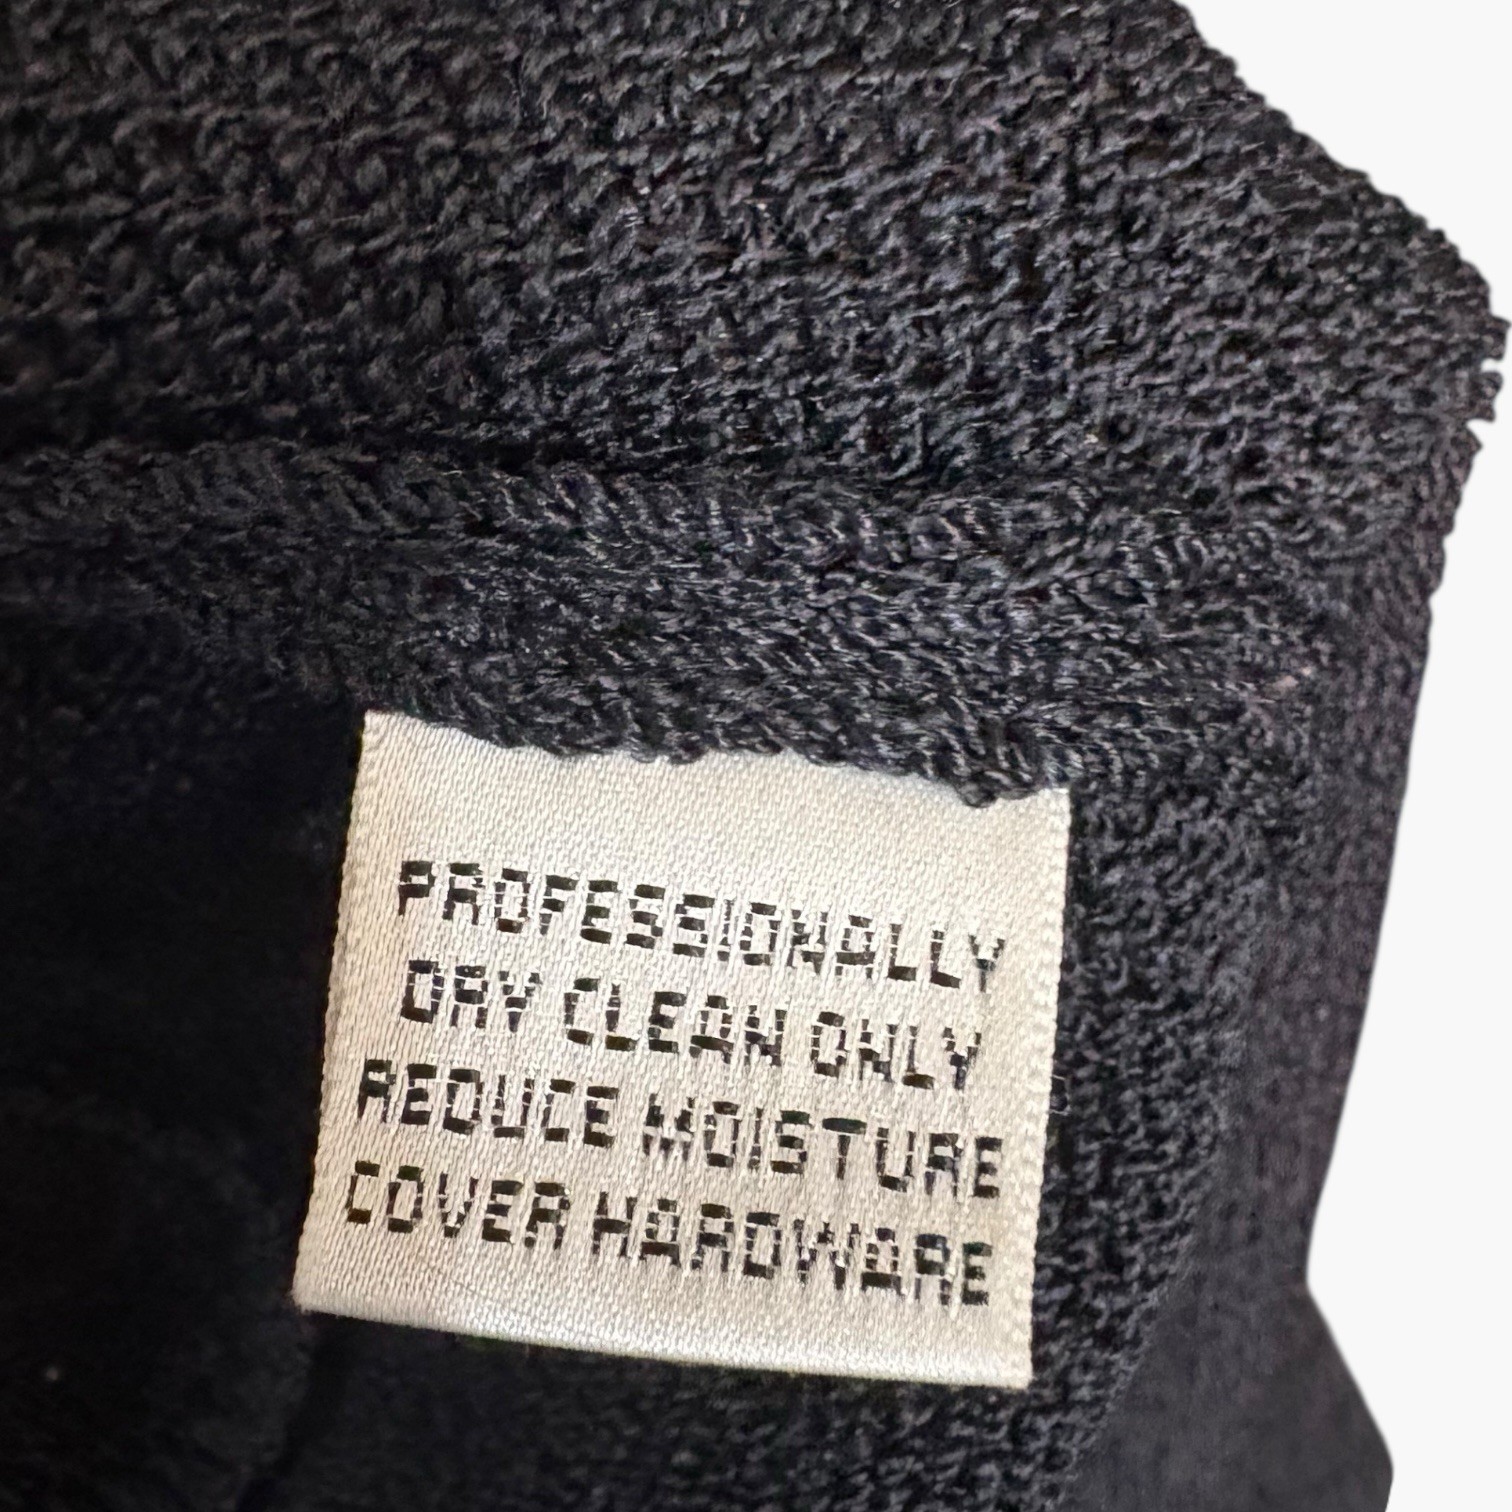 PROFESSIONALLY
DRY CLEAN ONLY
REDUCE MOISTURE
COVER HARDWARE